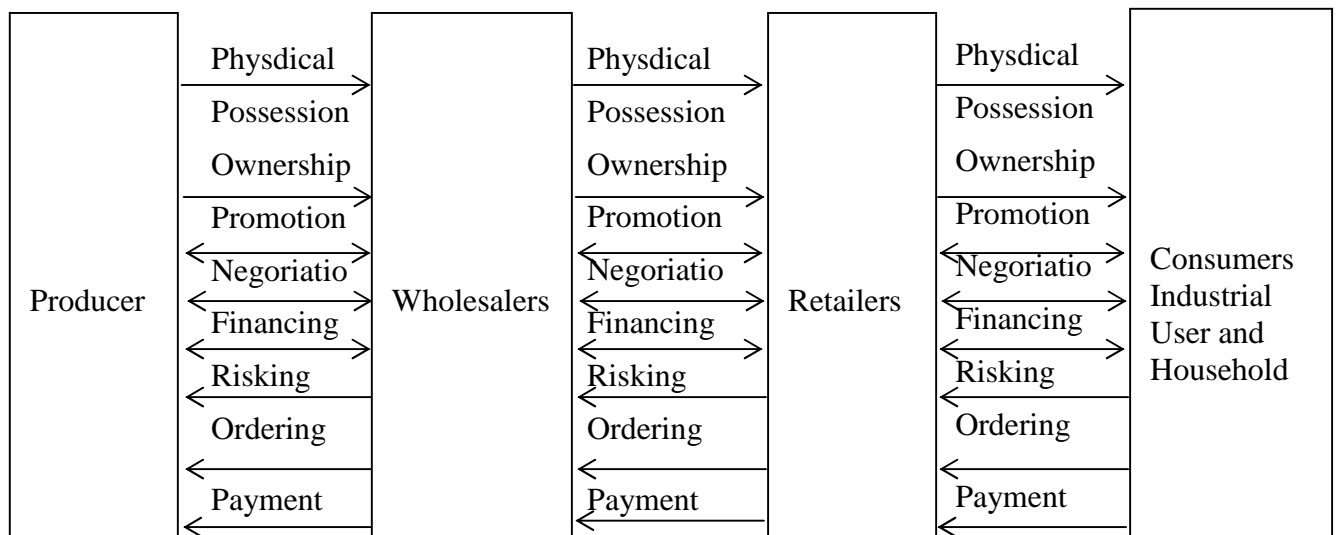 Producer
Physdical
Possession
Ownership
Promotion
Negoriatio
Financing
Risking
Ordering
Payment
Wholesalers
Physdical
Possession
Ownership
Promotion
Negoriatio
Financing
Risking
Ordering
Payment
Retailers
Physdical
Possession
Ownership
Promotion
Negoriatio
Financing
Risking
Ordering
Payment
Consumers
Industrial
User and
Household